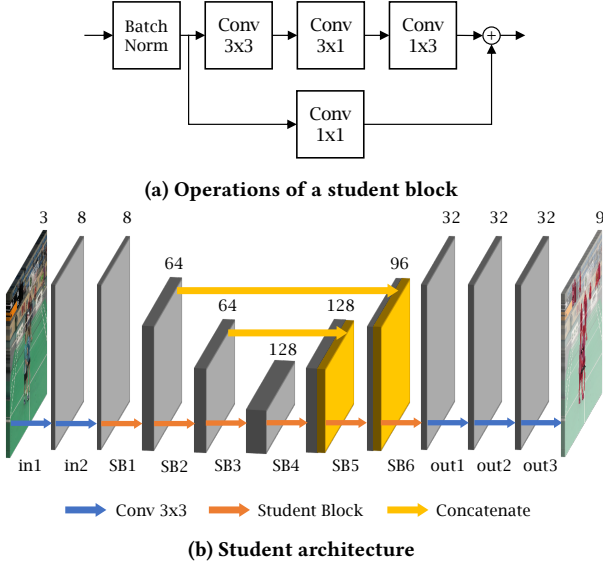 Batch
Norm
Conv
3x3
Conv
3x1
Conv
1x3
+
Conv
1x1
(a) Operations of a student block
3
8
8
64
64
128
128
96
32
32
32
9
in1
in2
SB1
SB2
SB3
SB4
SB5
SB6
out1
out2
out3
Conv 3x3
Student Block
Concatenate
(b) Student architecture